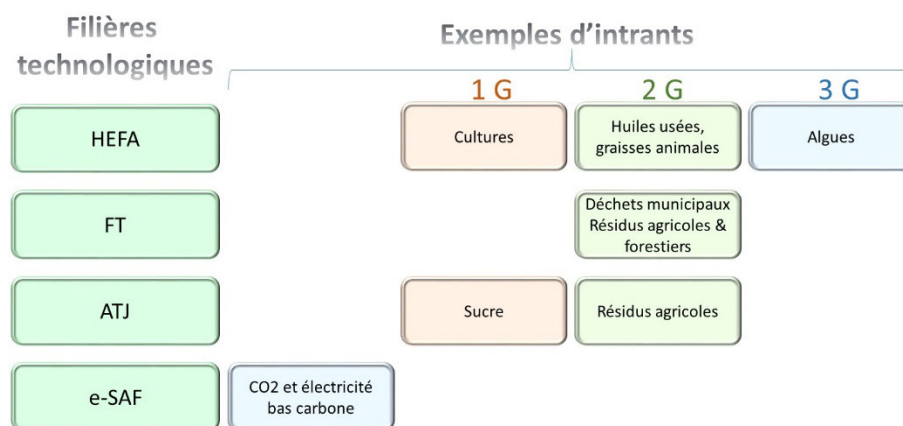 Filières
technologiques
Exemples d'intrants
1 G
2 G
3 G
HEFA
Cultures
Huiles usées,
graisses animales
Algues
FT
Déchets municipaux
Résidus agricoles &
forestiers
ATJ
Sucre
Résidus agricoles
e-SAF
CO2 et électricité
bas carbone